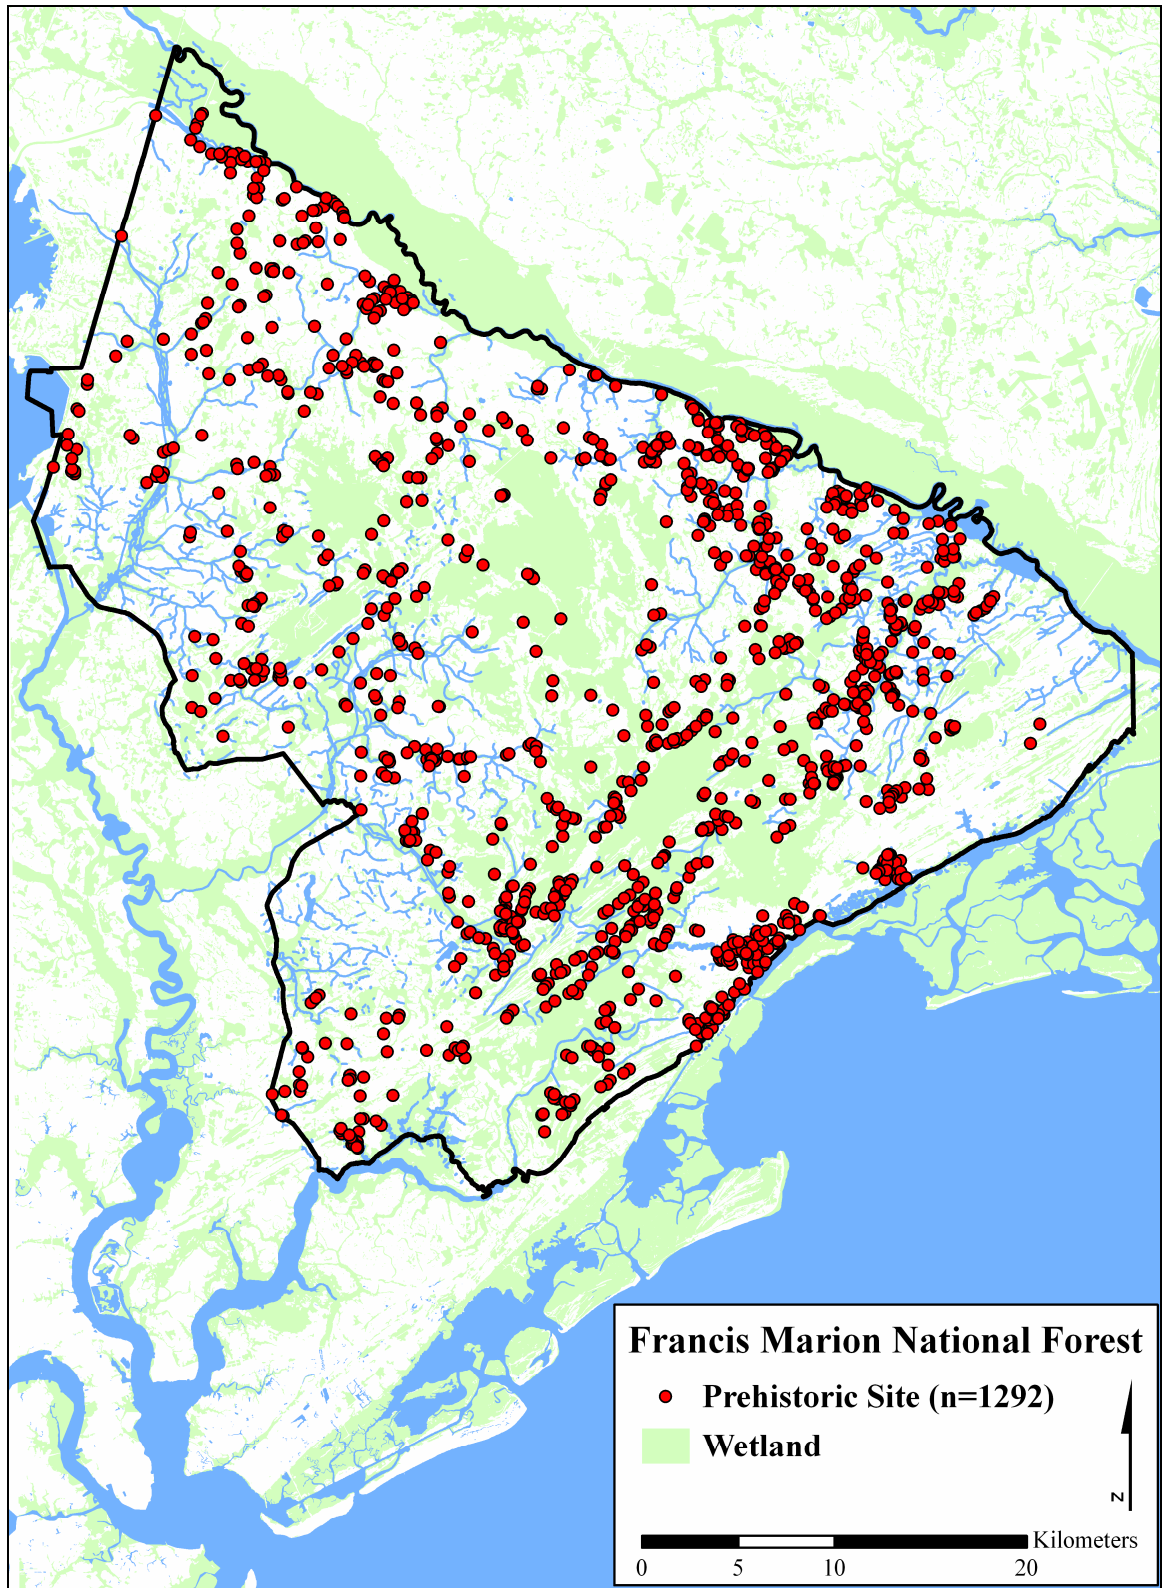 Francis Marion National Forest
Prehistoric Site (n=1292)
Wetland
N
Kilometers
0 5 10 20